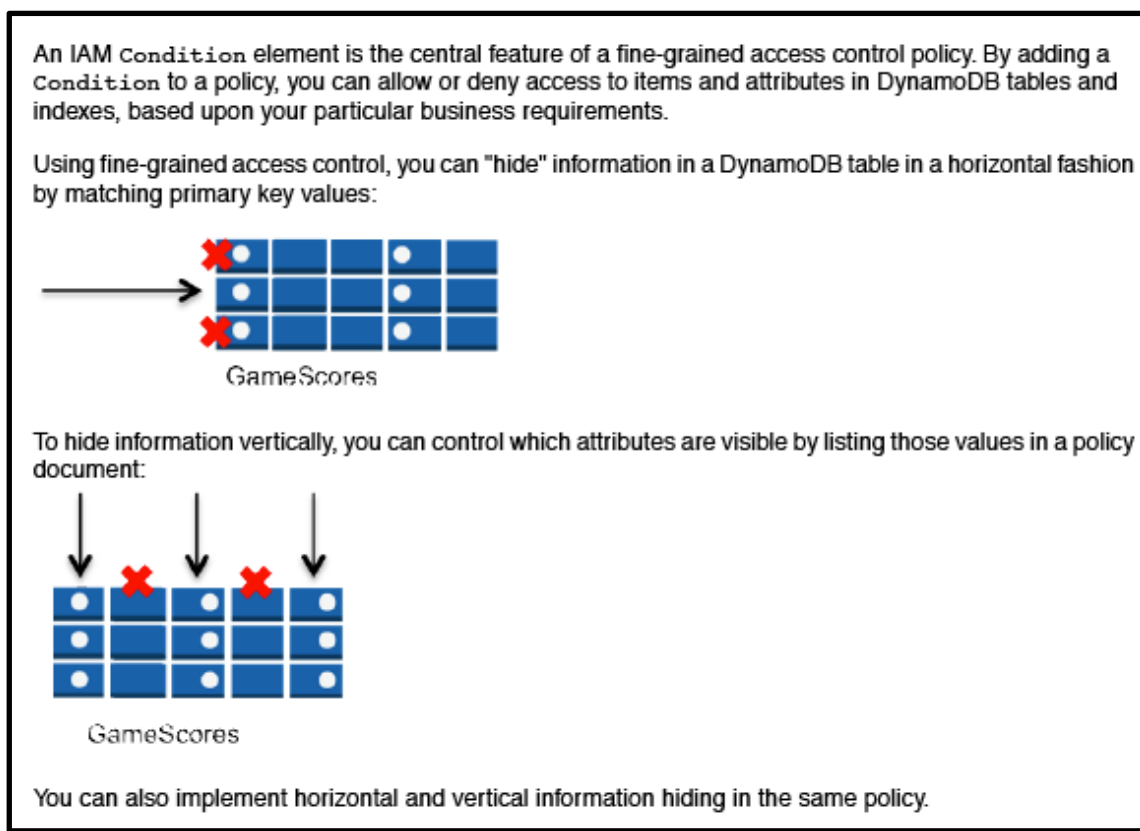 An IAM Condition element is the central feature of a fine-grained access control policy. By adding a
Condition to a policy, you can allow or deny access to items and attributes in DynamoDB tables and
indexes, based upon your particular business requirements.
Using fine-grained access control, you can "hide" information in a DynamoDB table in a horizontal fashion
by matching primary key values:
GameScores
To hide information vertically, you can control which attributes are visible by listing those values in a policy
document:
GameScores
You can also implement horizontal and vertical information hiding in the same policy.